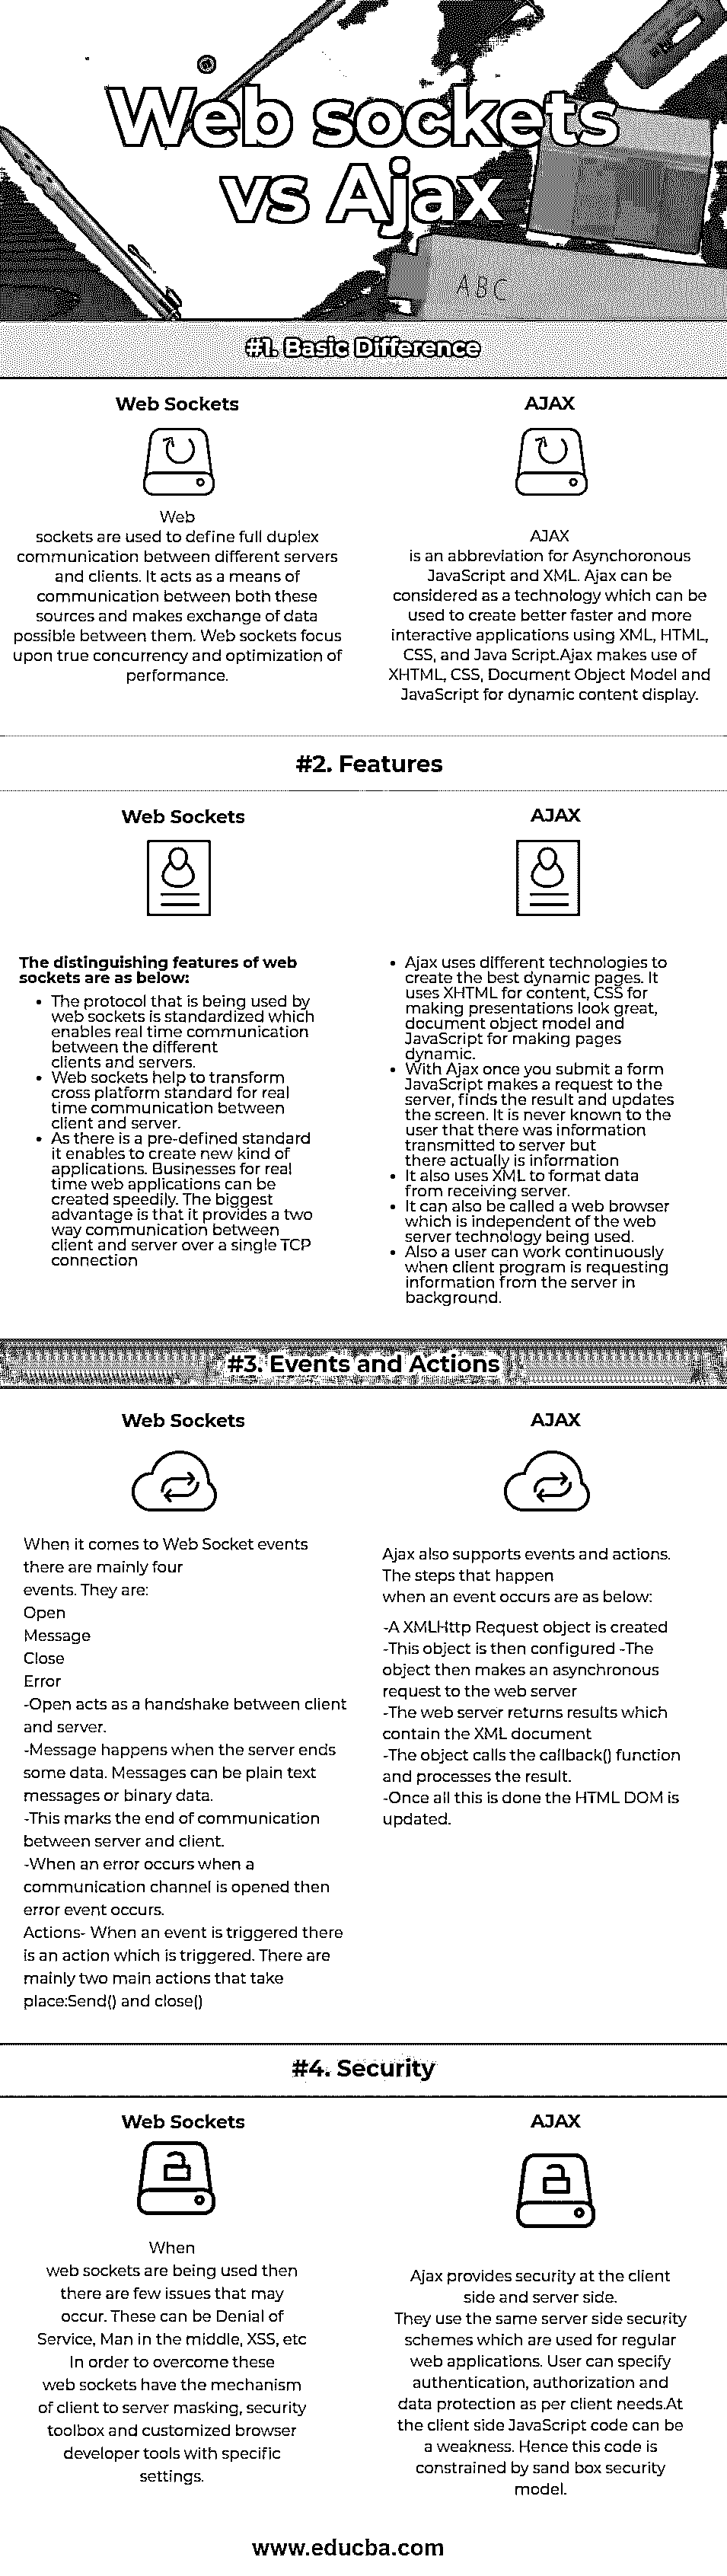 Web sockets
vs Ajax
ABC
#1. Basic Difference
Web Sockets
Web
sockets are used to define full duplex
communication between different servers
and clients. It acts as a means of
communication between both these
sources and makes exchange of data
possible between them. Web sockets focus
upon true concurrency and optimization of
performance.
AJAX
AJAX
is an abbreviation for Asynchoronous
JavaScript and XML. Ajax can be
considered as a technology which can be
used to create better faster and more
interactive applications using XML, HTML,
CSS, and Java Script.Ajax makes use of
XHTML, CSS, Document Object Model and
JavaScript for dynamic content display.
#2. Features
Web Sockets
The distinguishing features of web
sockets are as below:
• The protocol that is being used by
web sockets is standardized which
enables real time communication
between the different
clients and servers.
• Web sockets help to transform
cross platform standard for real
time communication between
client and server.
• As there is a pre-defined standard
it enables to create new kind of
applications. Businesses for real
time web applications can be
created speedily. The biggest
advantage is that it provides a two
way communication between
client and server over a single TCP
connection
AJAX
• Ajax uses different technologies to
create the best dynamic pages. It
uses XHTML for content, CSS for
making presentations look great,
document object model and
JavaScript for making pages
dynamic.
• With Ajax once you submit a form
JavaScript makes a request to the
server, finds the result and updates
the screen. It is never known to the
user that there was information
transmitted to server but
there actually is information
• It also uses XML to format data
from receiving server.
• It can also be called a web browser
which is independent of the web
server technology being used.
• Also a user can work continuously
when client program is requesting
information from the server in
background.
#3. Events and Actions
Web Sockets
When it comes to Web Socket events
there are mainly four
events. They are:
Open
Message
Close
Error
-Open acts as a handshake between client
and server.
-Message happens when the server ends
some data. Messages can be plain text
messages or binary data.
-This marks the end of communication
between server and client.
-When an error occurs when a
communication channel is opened then
error event occurs.
Actions- When an event is triggered there
is an action which is triggered. There are
mainly two main actions that take
place:Send() and close()
AJAX
Ajax also supports events and actions.
The steps that happen
when an event occurs are as below:
-A XMLHttp Request object is created
-This object is then configured -The
object then makes an asynchronous
request to the web server
-The web server returns results which
contain the XML document
-The object calls the callback() function
and processes the result.
-Once all this is done the HTML DOM is
updated.
#4. Security
Web Sockets
When
web sockets are being used then
there are few issues that may
occur. These can be Denial of
Service, Man in the middle, XSS, etc
In order to overcome these
web sockets have the mechanism
of client to server masking, security
toolbox and customized browser
developer tools with specific
settings.
AJAX
Ajax provides security at the client
side and server side.
They use the same server side security
schemes which are used for regular
web applications. User can specify
authentication, authorization and
data protection as per client needs.At
the client side JavaScript code can be
a weakness. Hence this code is
constrained by sand box security
model.
www.educba.com